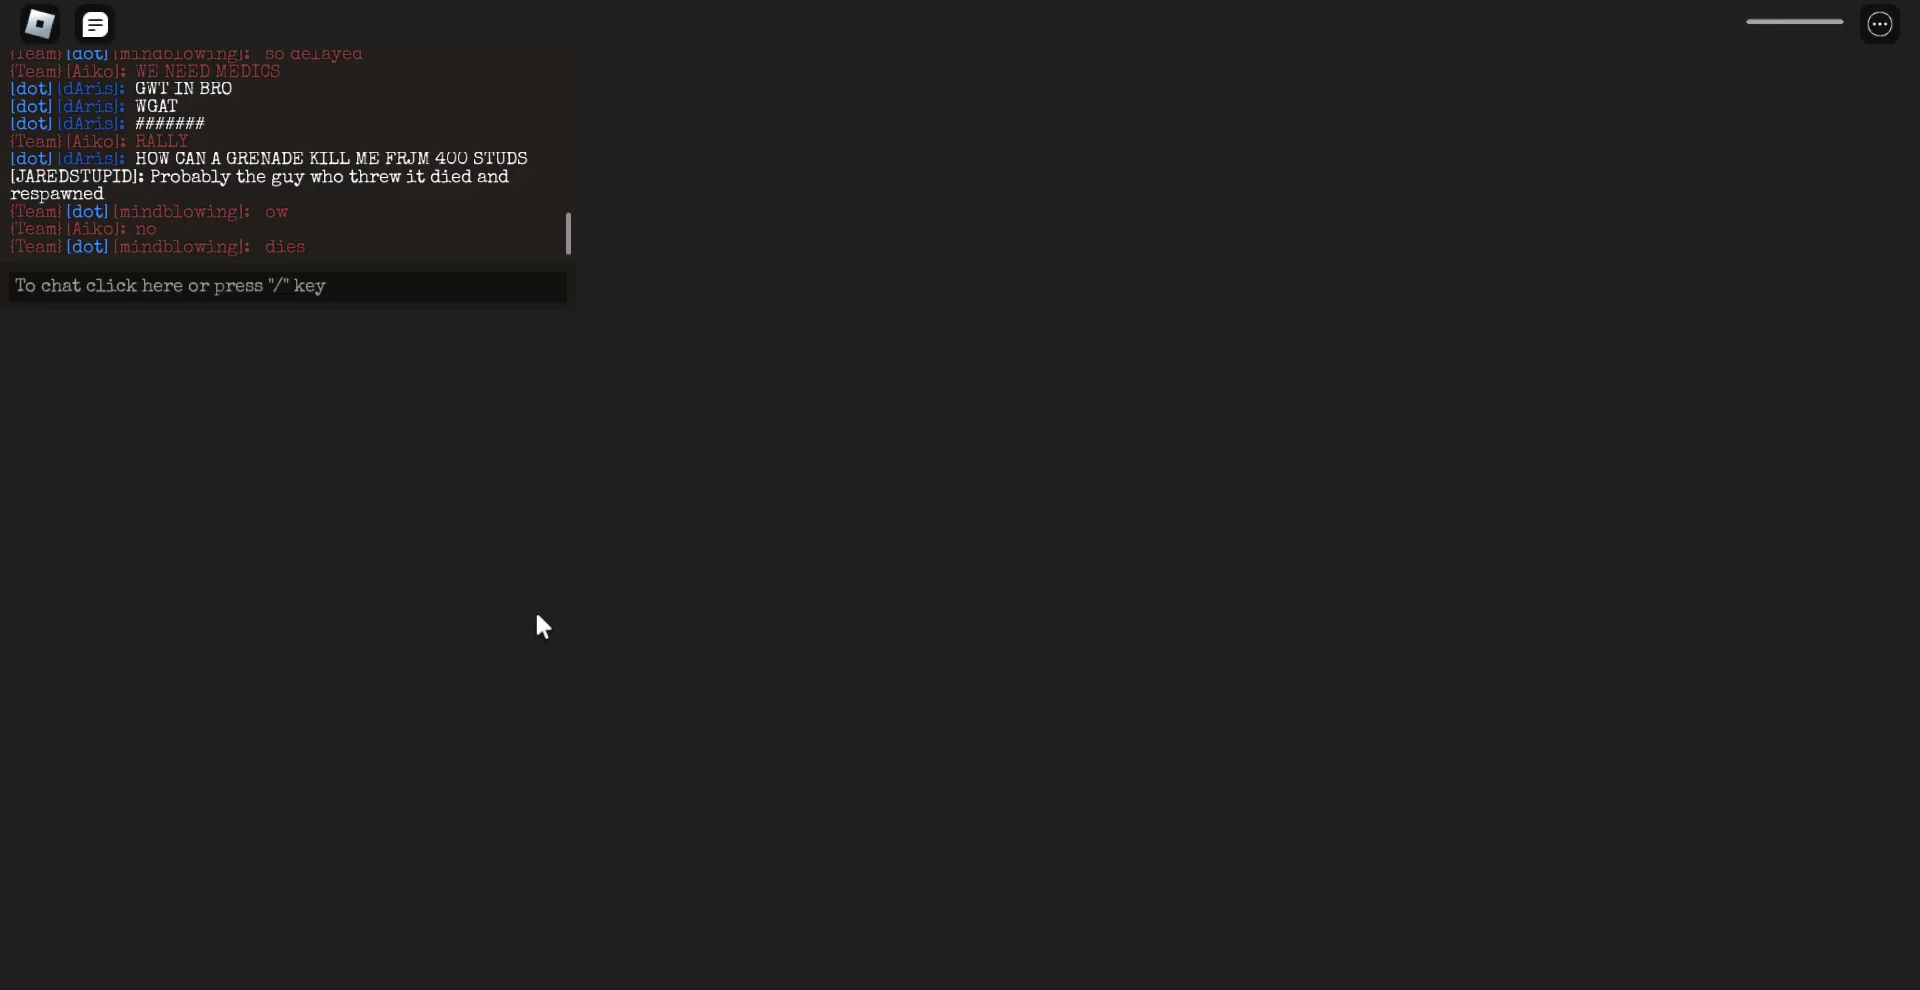 {Team} [dot] [mindblowing]: so delayed
{Team} [Aiko]: WE NEED MEDICS
[dot] [dAris]: GWT IN BRO
[dot] [dAris]: WGAT
[dot] [dAris]: #######
{Team} [Aiko]: RALLY
[dot] [dAris]: HOW CAN A GRENADE KILL ME FRJM 400 STUDS
[JAREDSTUPID]: Probably the guy who threw it died and
respawned
{Team} [dot] [mindblowing]: ow
{Team} [Aiko]: no
{Team} [dot] [mindblowing]: dies
To chat click here or press "/" key